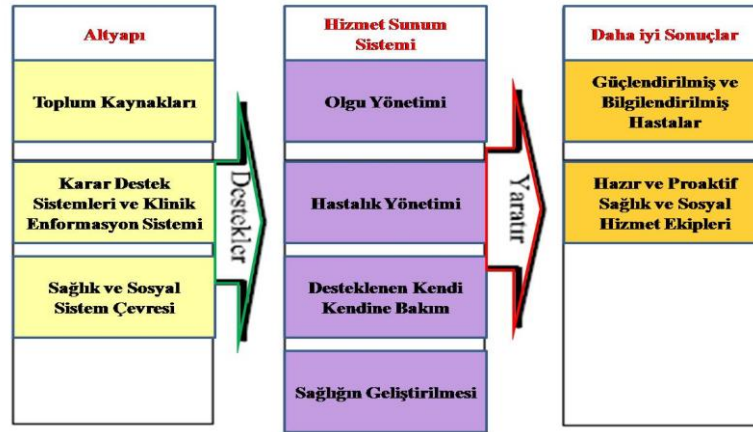 Altyapı
Toplum Kaynakları
Karar Destek
Sistemleri ve Klinik
Enformasyon Sistemi
Sağlık ve Sosyal
Sistem Çevresi
Destekler
Hizmet Sunum
Sistemi
Olgu Yönetimi
Hastalık Yönetimi
Desteklenen Kendi
Kendine Bakım
Sağlığın Geliştirilmesi
Yaratır
Daha iyi Sonuçlar
Güçlendirilmiş ve
Bilgilendirilmiş
Hastalar
Hazır ve Proaktif
Sağlık ve Sosyal
Hizmet Ekipleri